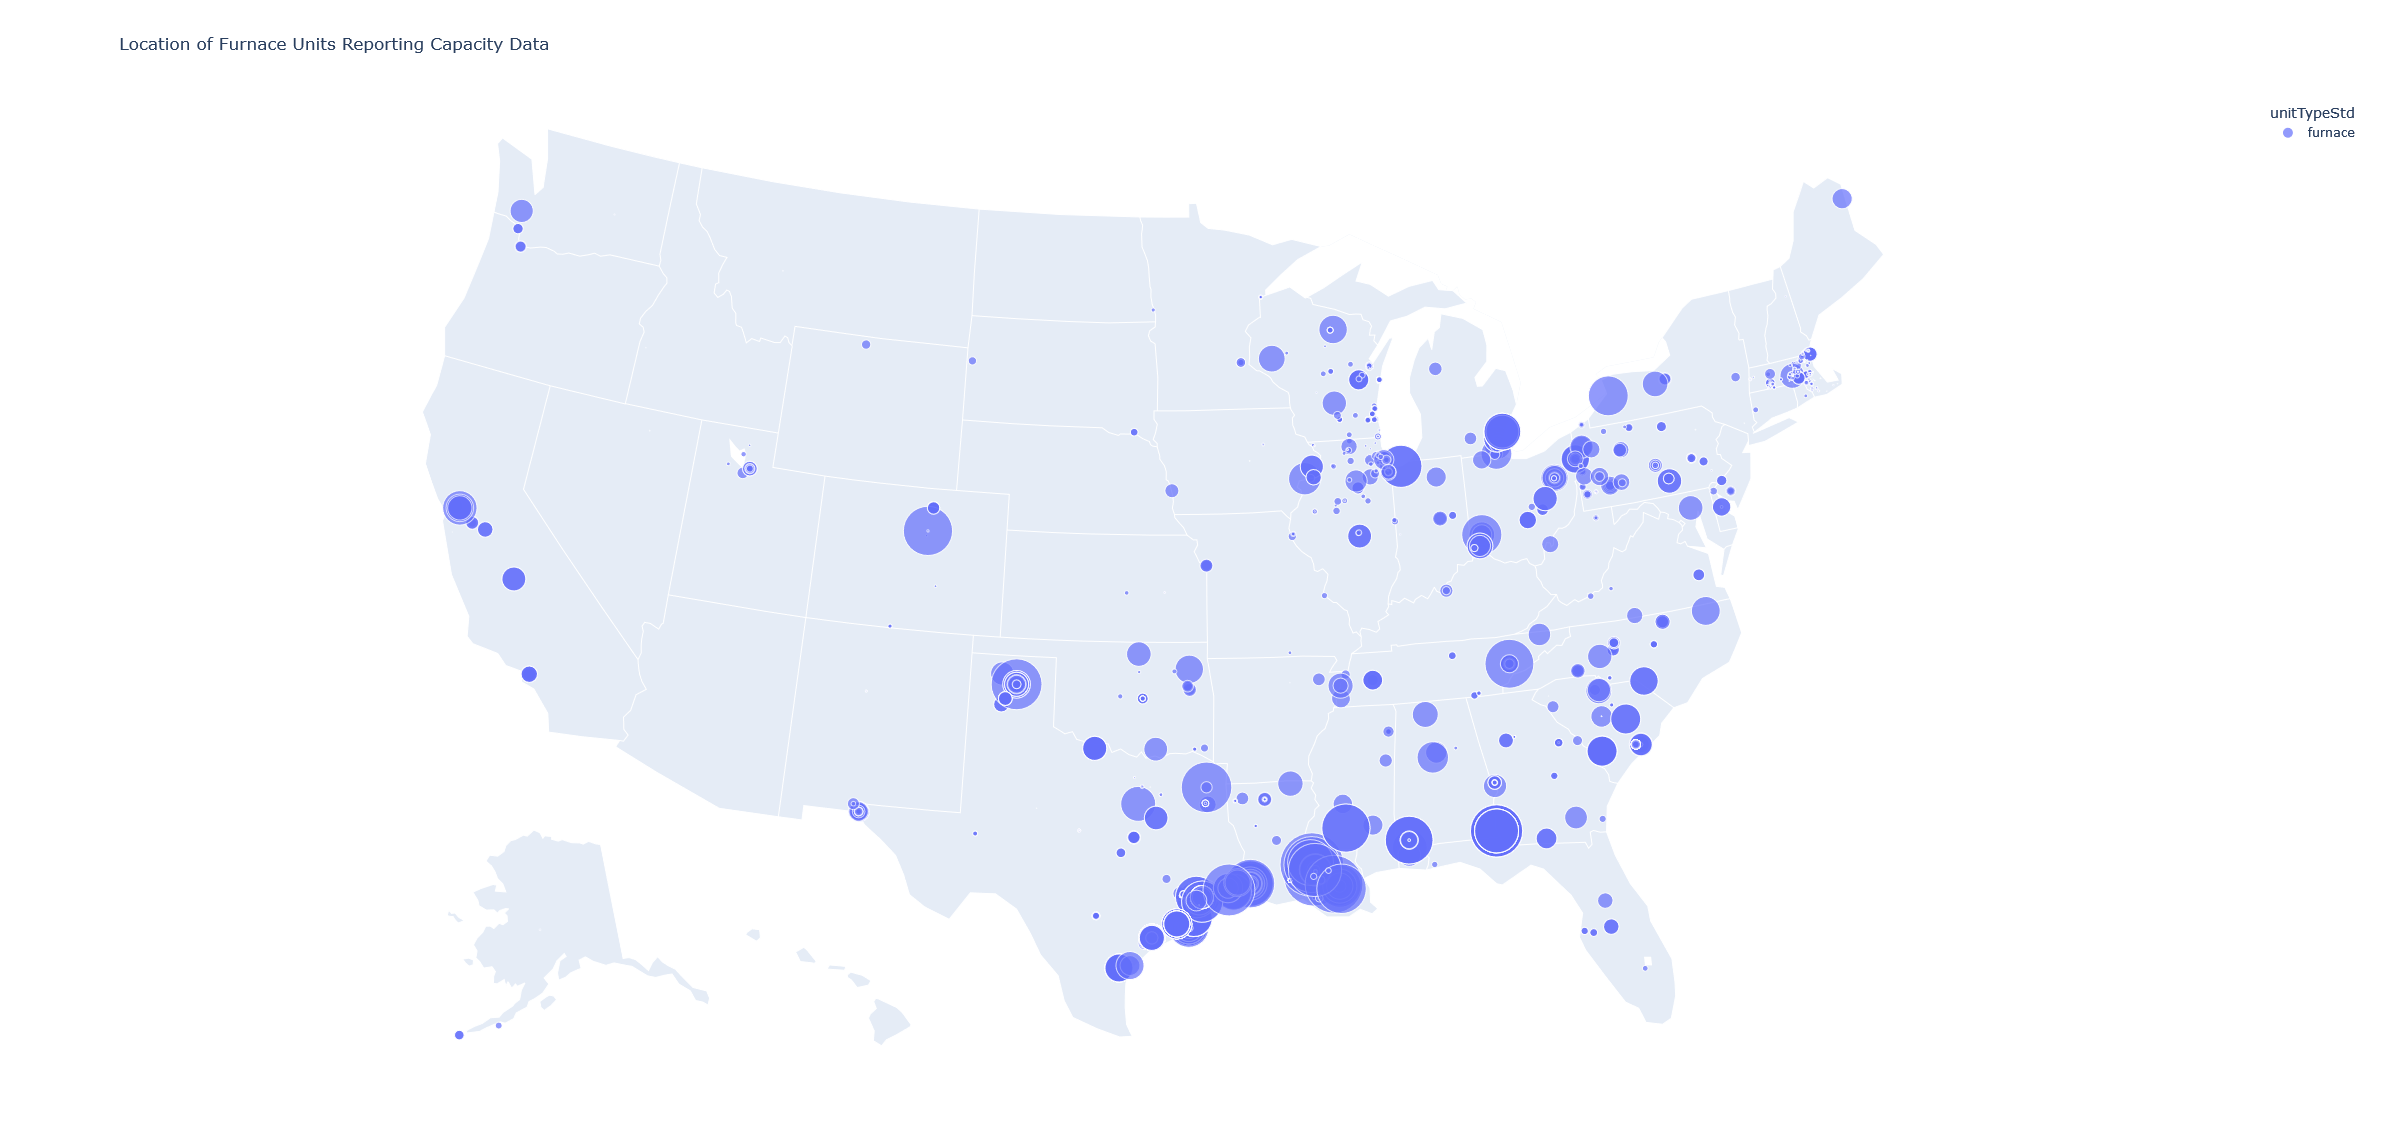 Location of Furnace Units Reporting Capacity Data
unitTypeStd
furnace